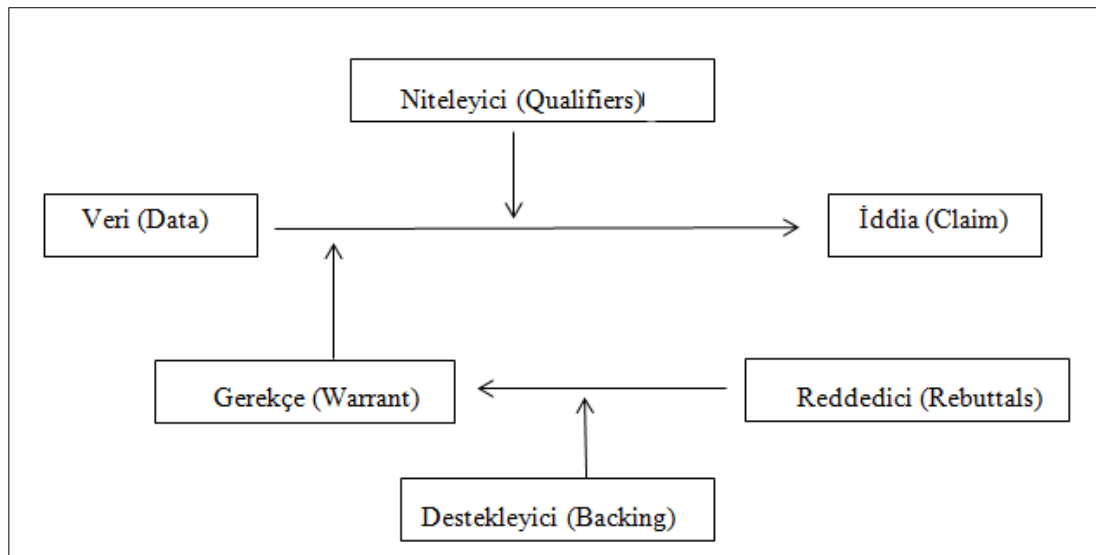 Niteleyici (Qualifiers)
Veri (Data)
İddia (Claim)
Gerekçe (Warrant)
Reddedici (Rebuttals)
Destekleyici (Backing)